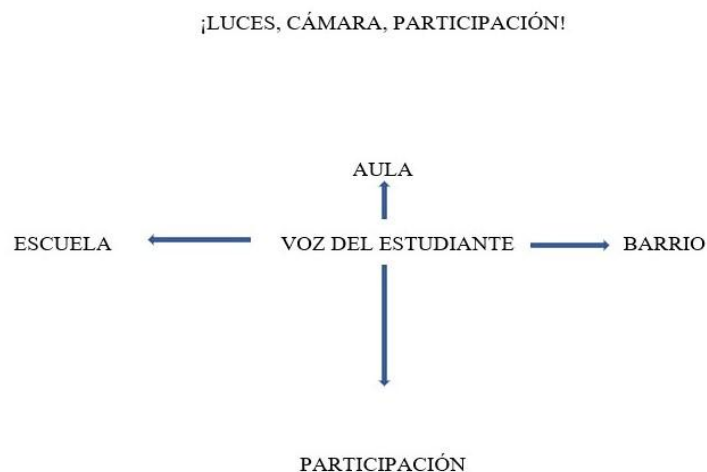 ¡LUCES, CÁMARA, PARTICIPACIÓN!
AULA
ESCUELA
VOZ DEL ESTUDIANTE
BARRIO
PARTICIPACIÓN